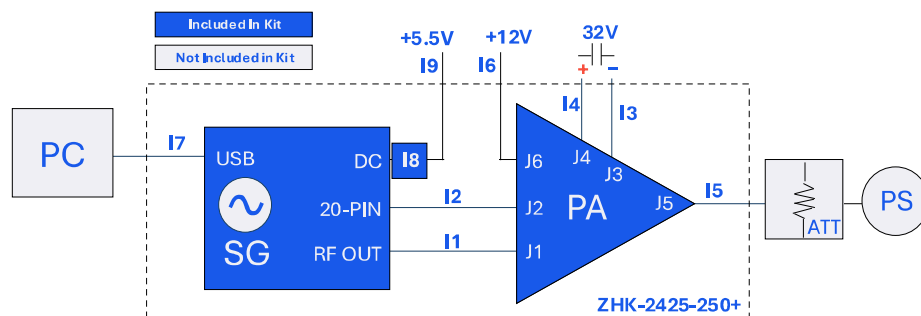 Included In Kit
Not Included in Kit
+5.5V
+12V
32V
I9
I6
+
−
I4
I3
PC
I7
USB
DC
I8
J6
J4
J3
20-PIN
I2
J2
PA
J5
I5
SG
RF OUT
I1
J1
ATT
PS
ZHK-2425-250+